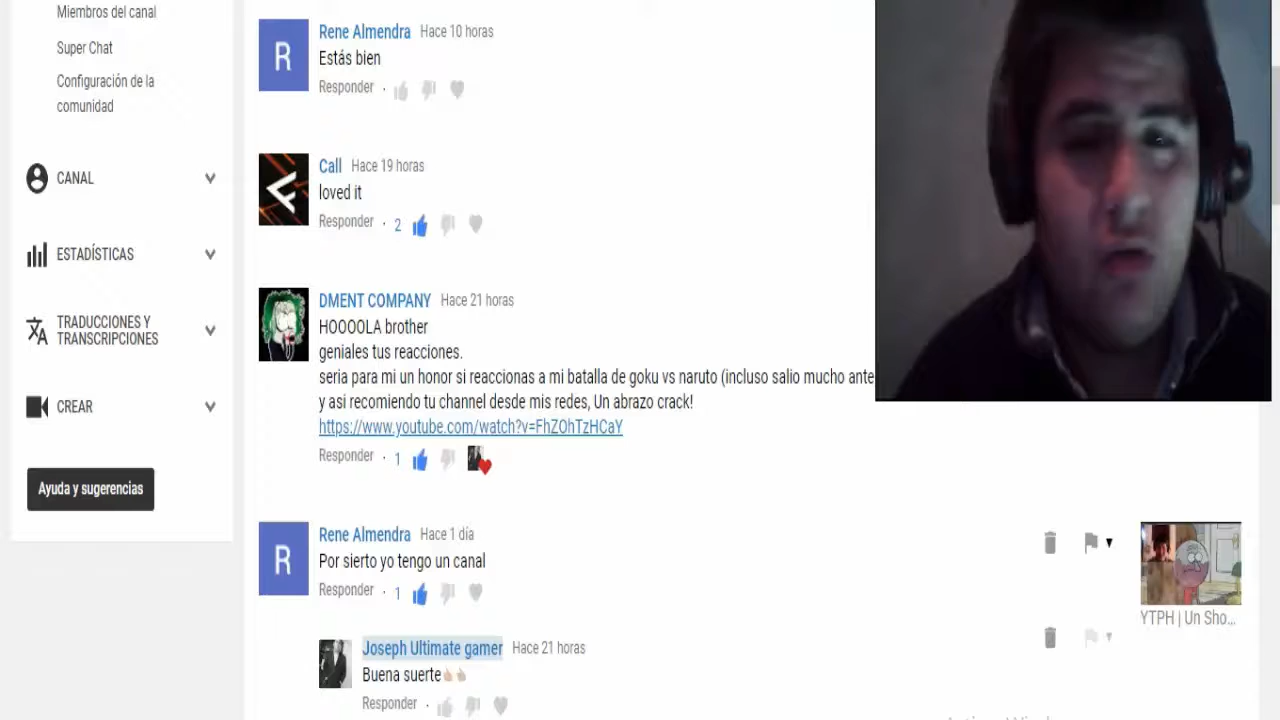 Miembros del canal
Super Chat
Configuración de la
comunidad
CANAL
ESTADÍSTICAS
TRADUCCIONES Y
TRANSCRIPCIONES
CREAR
Ayuda y sugerencias
R
Rene Almendra Hace 10 horas
Estás bien
Responder
Call Hace 19 horas
loved it
Responder · 2
DMENT COMPANY Hace 21 horas
HOOOOLA brother
geniales tus reacciones.
seria para mi un honor si reaccionas a mi batalla de goku vs naruto (incluso salio mucho ante
y asi recomiendo tu channel desde mis redes, Un abrazo crack!
https://www.youtube.com/watch?v=FhZOhTzHCaY
Responder · 1
R
Rene Almendra Hace 1 día
Por sierto yo tengo un canal
Responder · 1
YTPH | Un Sho...
Joseph Ultimate gamer Hace 21 horas
Buena suerte👍🏻👍🏻
Responder